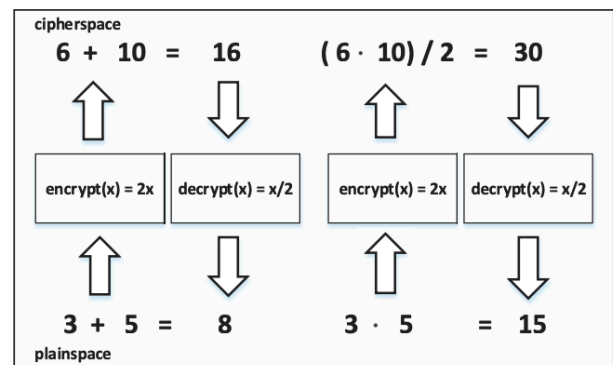 cipherspace
6 + 10 = 16 ( 6 · 10) / 2 = 30
encrypt(x) = 2x decrypt(x) = x/2 encrypt(x) = 2x decrypt(x) = x/2
3 + 5 = 8 3 · 5 = 15
plainspace